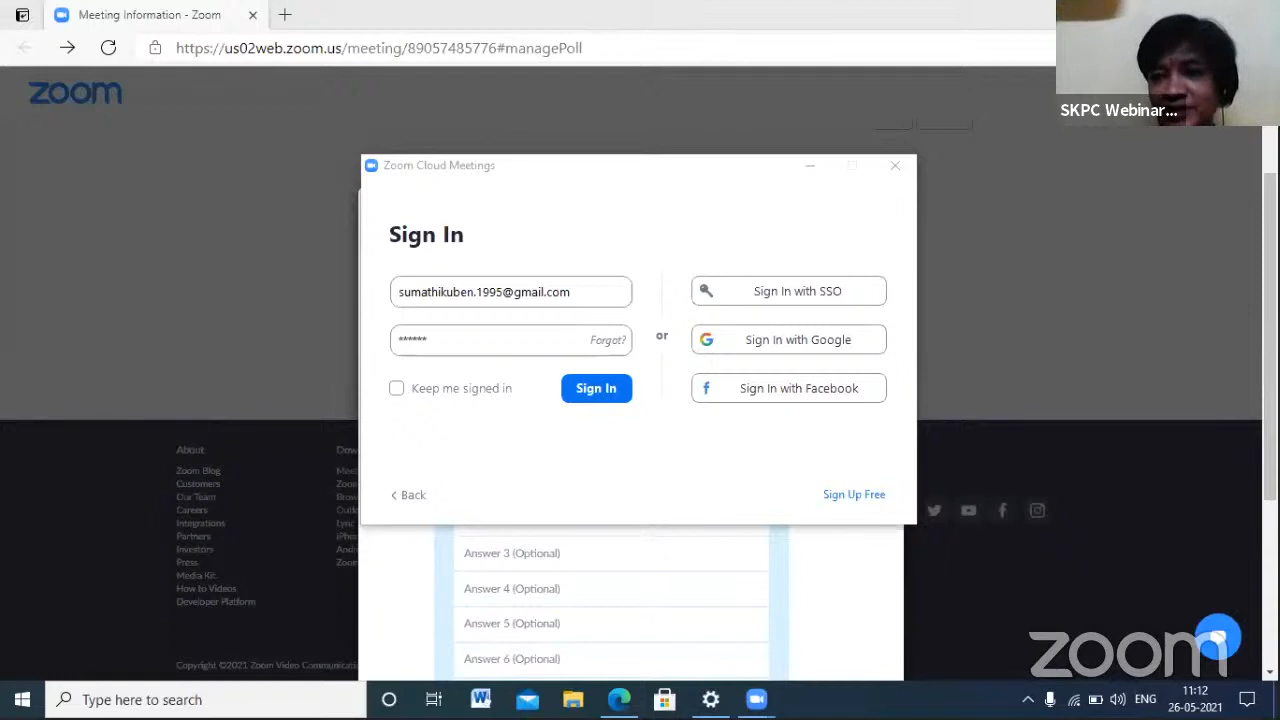 Meeting Information - Zoom
https://us02web.zoom.us/meeting/89057485776#managePoll
zoom
SKPC Webinar...
Zoom Cloud Meetings
Sign In
sumathikuben.1995@gmail.com
Sign In with SSO
****** Forgot?
or
Sign In with Google
Keep me signed in
Sign In
Sign In with Facebook
Back
Sign Up Free
About
Zoom Blog
Customers
Our Team
Careers
Integrations
Partners
Investors
Press
Media Kit
How to Videos
Developer Platform
Copyright ©2021 Zoom Video
Answer 3 (Optional)
Answer 4 (Optional)
Answer 5 (Optional)
Answer 6 (Optional)
zoom
Type here to search
ENG
11:12
26-05-2021